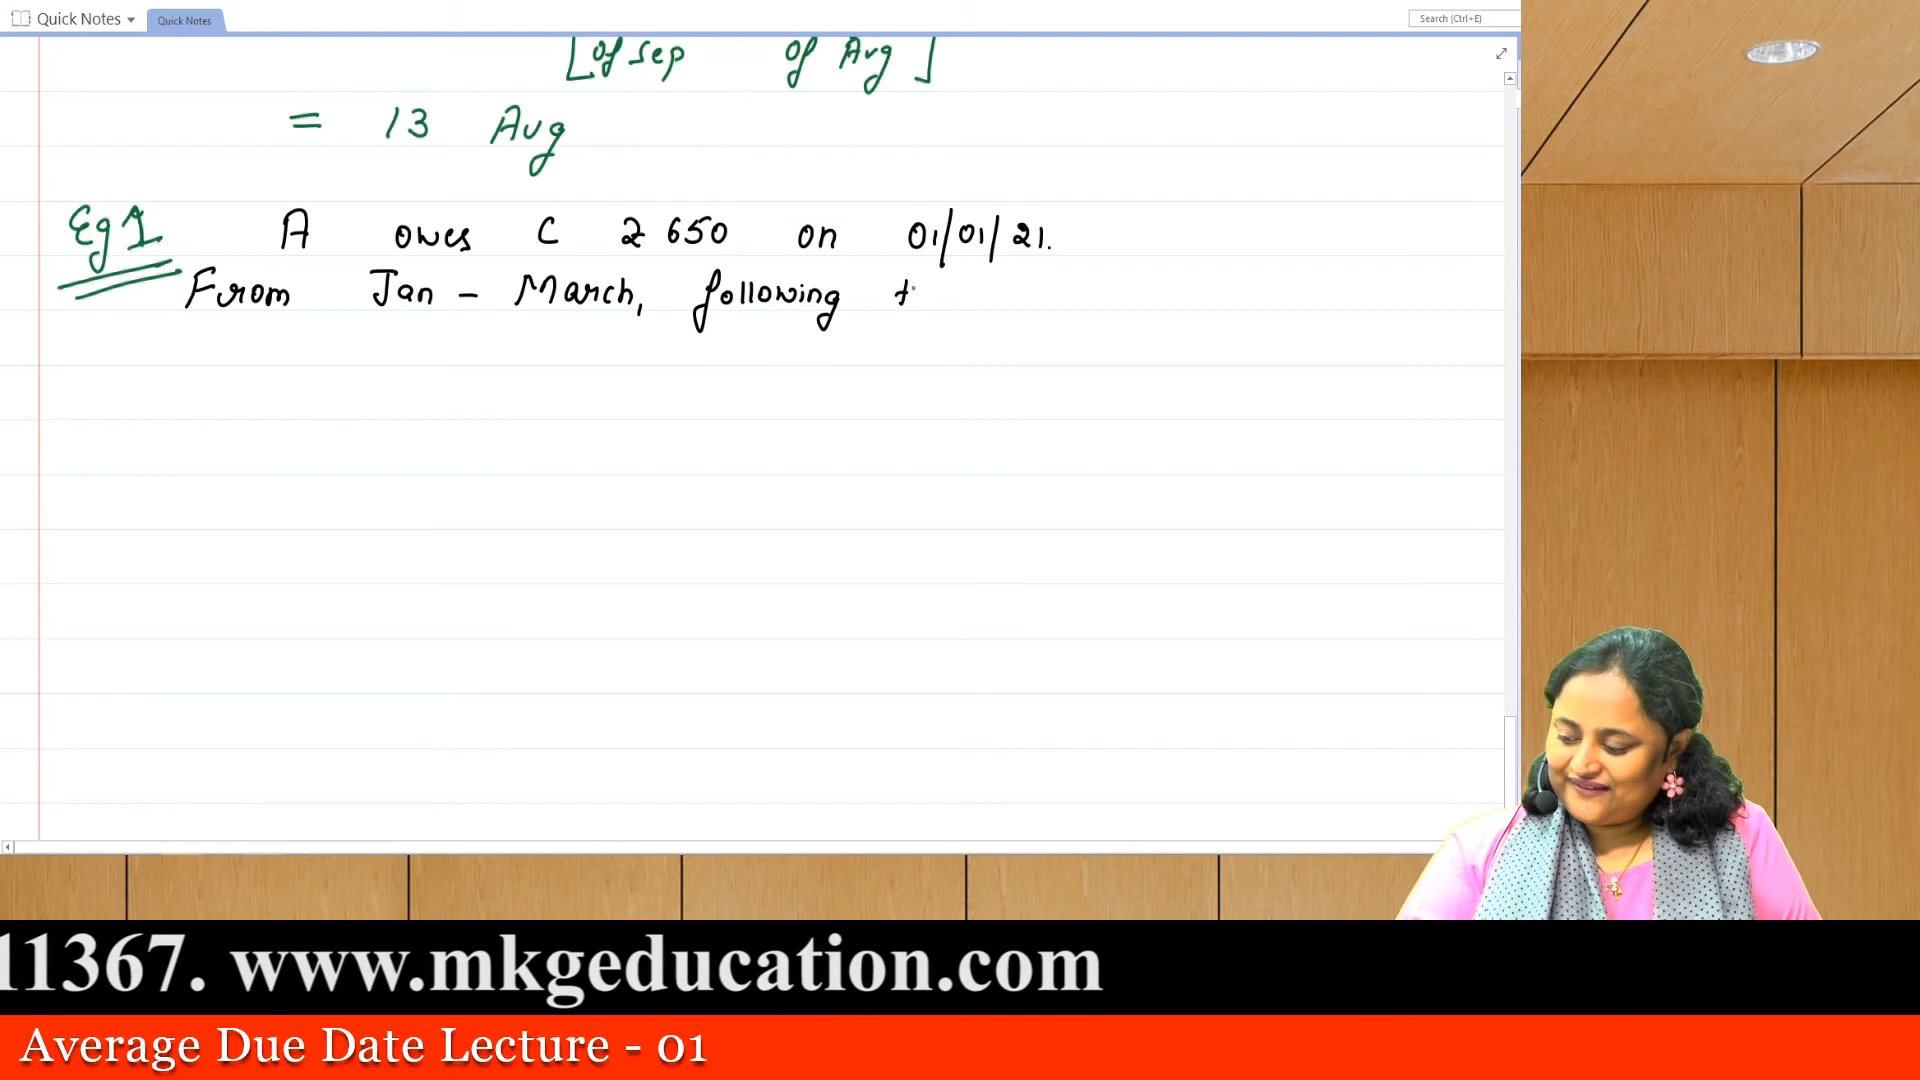 Quick Notes
Quick Notes
Search (Ctrl+E)
of Sep of Aug
= 13 Aug
Eg 1 A owes C ₹ 650 on 01/01/21.
From Jan - March, following t
11367. www.mkgeducation.com
Average Due Date Lecture - 01